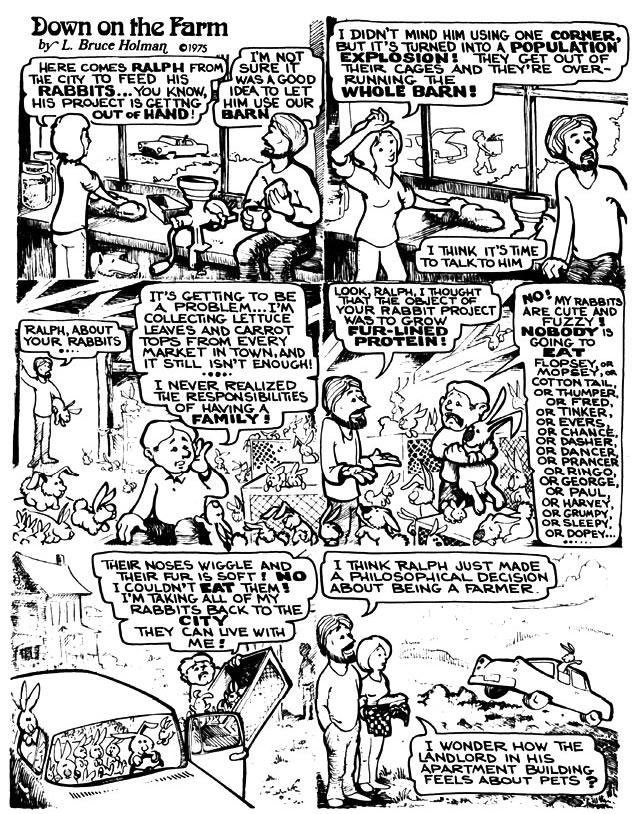 Down on the Farm
by L. Bruce Holman ©1975
HERE COMES RALPH FROM
THE CITY TO FEED HIS
RABBITS...YOU KNOW,
HIS PROJECT IS GETTNG
OUT OF HAND!
I'M NOT
SURE IT
WAS A GOOD
IDEA TO LET
HIM USE OUR
BARN
I DIDN'T MIND HIM USING ONE CORNER,
BUT IT'S TURNED INTO A POPULATION
EXPLOSION! THEY GET OUT OF
THEIR CAGES AND THEY'RE OVER-
RUNNING THE
WHOLE BARN!
I THINK IT'S TIME
TO TALK TO HIM
RALPH, ABOUT
YOUR RABBITS
....
IT'S GETTING TO BE
A PROBLEM... I'M
COLLECTING LETTUCE
LEAVES AND CARROT
TOPS FROM EVERY
MARKET IN TOWN, AND
IT STILL ISN'T ENOUGH!
.....
I NEVER REALIZED
THE RESPONSIBILITIES
OF HAVING A
FAMILY!
LOOK, RALPH, I THOUGHT
THAT THE OBJECT OF
YOUR RABBIT PROJECT
WAS TO GROW
FUR-LINED
PROTEIN!
NO! MY RABBITS
ARE CUTE AND
FUZZY!
NOBODY IS
GOING TO
EAT
FLOPSEY, OR
MOPSEY, OR
COTTON TAIL,
OR THUMPER,
OR FRED,
OR TINKER,
OR EVERS,
OR CHANCE,
OR DASHER,
OR DANCER,
OR PRANCER
OR RINGO,
OR GEORGE,
OR PAUL,
OR HARVEY,
OR GRUMPY,
OR SLEEPY,
OR DOPEY...
.....
THEIR NOSES WIGGLE AND
THEIR FUR IS SOFT! NO
I COULDN'T EAT THEM!
I'M TAKING ALL OF MY
RABBITS BACK TO THE
CITY
THEY CAN LIVE WITH
ME!
I THINK RALPH JUST MADE
A PHILOSOPHICAL DECISION
ABOUT BEING A FARMER.
I WONDER HOW THE
LANDLORD IN HIS
APARTMENT BUILDING
FEELS ABOUT PETS?